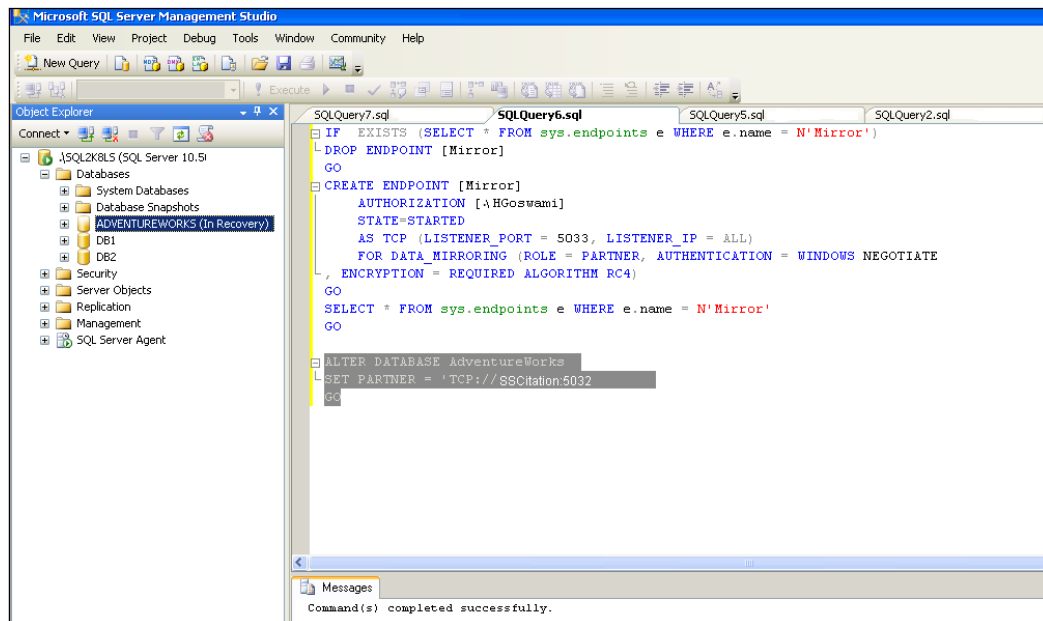 Microsoft SQL Server Management Studio
File Edit View Project Debug Tools Window Community Help
New Query
Execute
Object Explorer
SQLQuery7.sql SQLQuery6.sql SQLQuery5.sql SQLQuery2.sql
Connect
.\SQL2K8LS (SQL Server 10.5
Databases
System Databases
Database Snapshots
ADVENTUREWORKS (In Recovery)
DB1
DB2
Security
Server Objects
Replication
Management
SQL Server Agent
IF EXISTS (SELECT * FROM sys.endpoints e WHERE e.name = N'Mirror')
DROP ENDPOINT [Mirror]
GO
CREATE ENDPOINT [Mirror]
AUTHORIZATION [.\HGoswami]
STATE=STARTED
AS TCP (LISTENER_PORT = 5033, LISTENER_IP = ALL)
FOR DATA_MIRRORING (ROLE = PARTNER, AUTHENTICATION = WINDOWS NEGOTIATE
, ENCRYPTION = REQUIRED ALGORITHM RC4)
GO
SELECT * FROM sys.endpoints e WHERE e.name = N'Mirror'
GO
ALTER DATABASE AdventureWorks
SET PARTNER = 'TCP://SSCitation:5032
GO
Messages
Command(s) completed successfully.